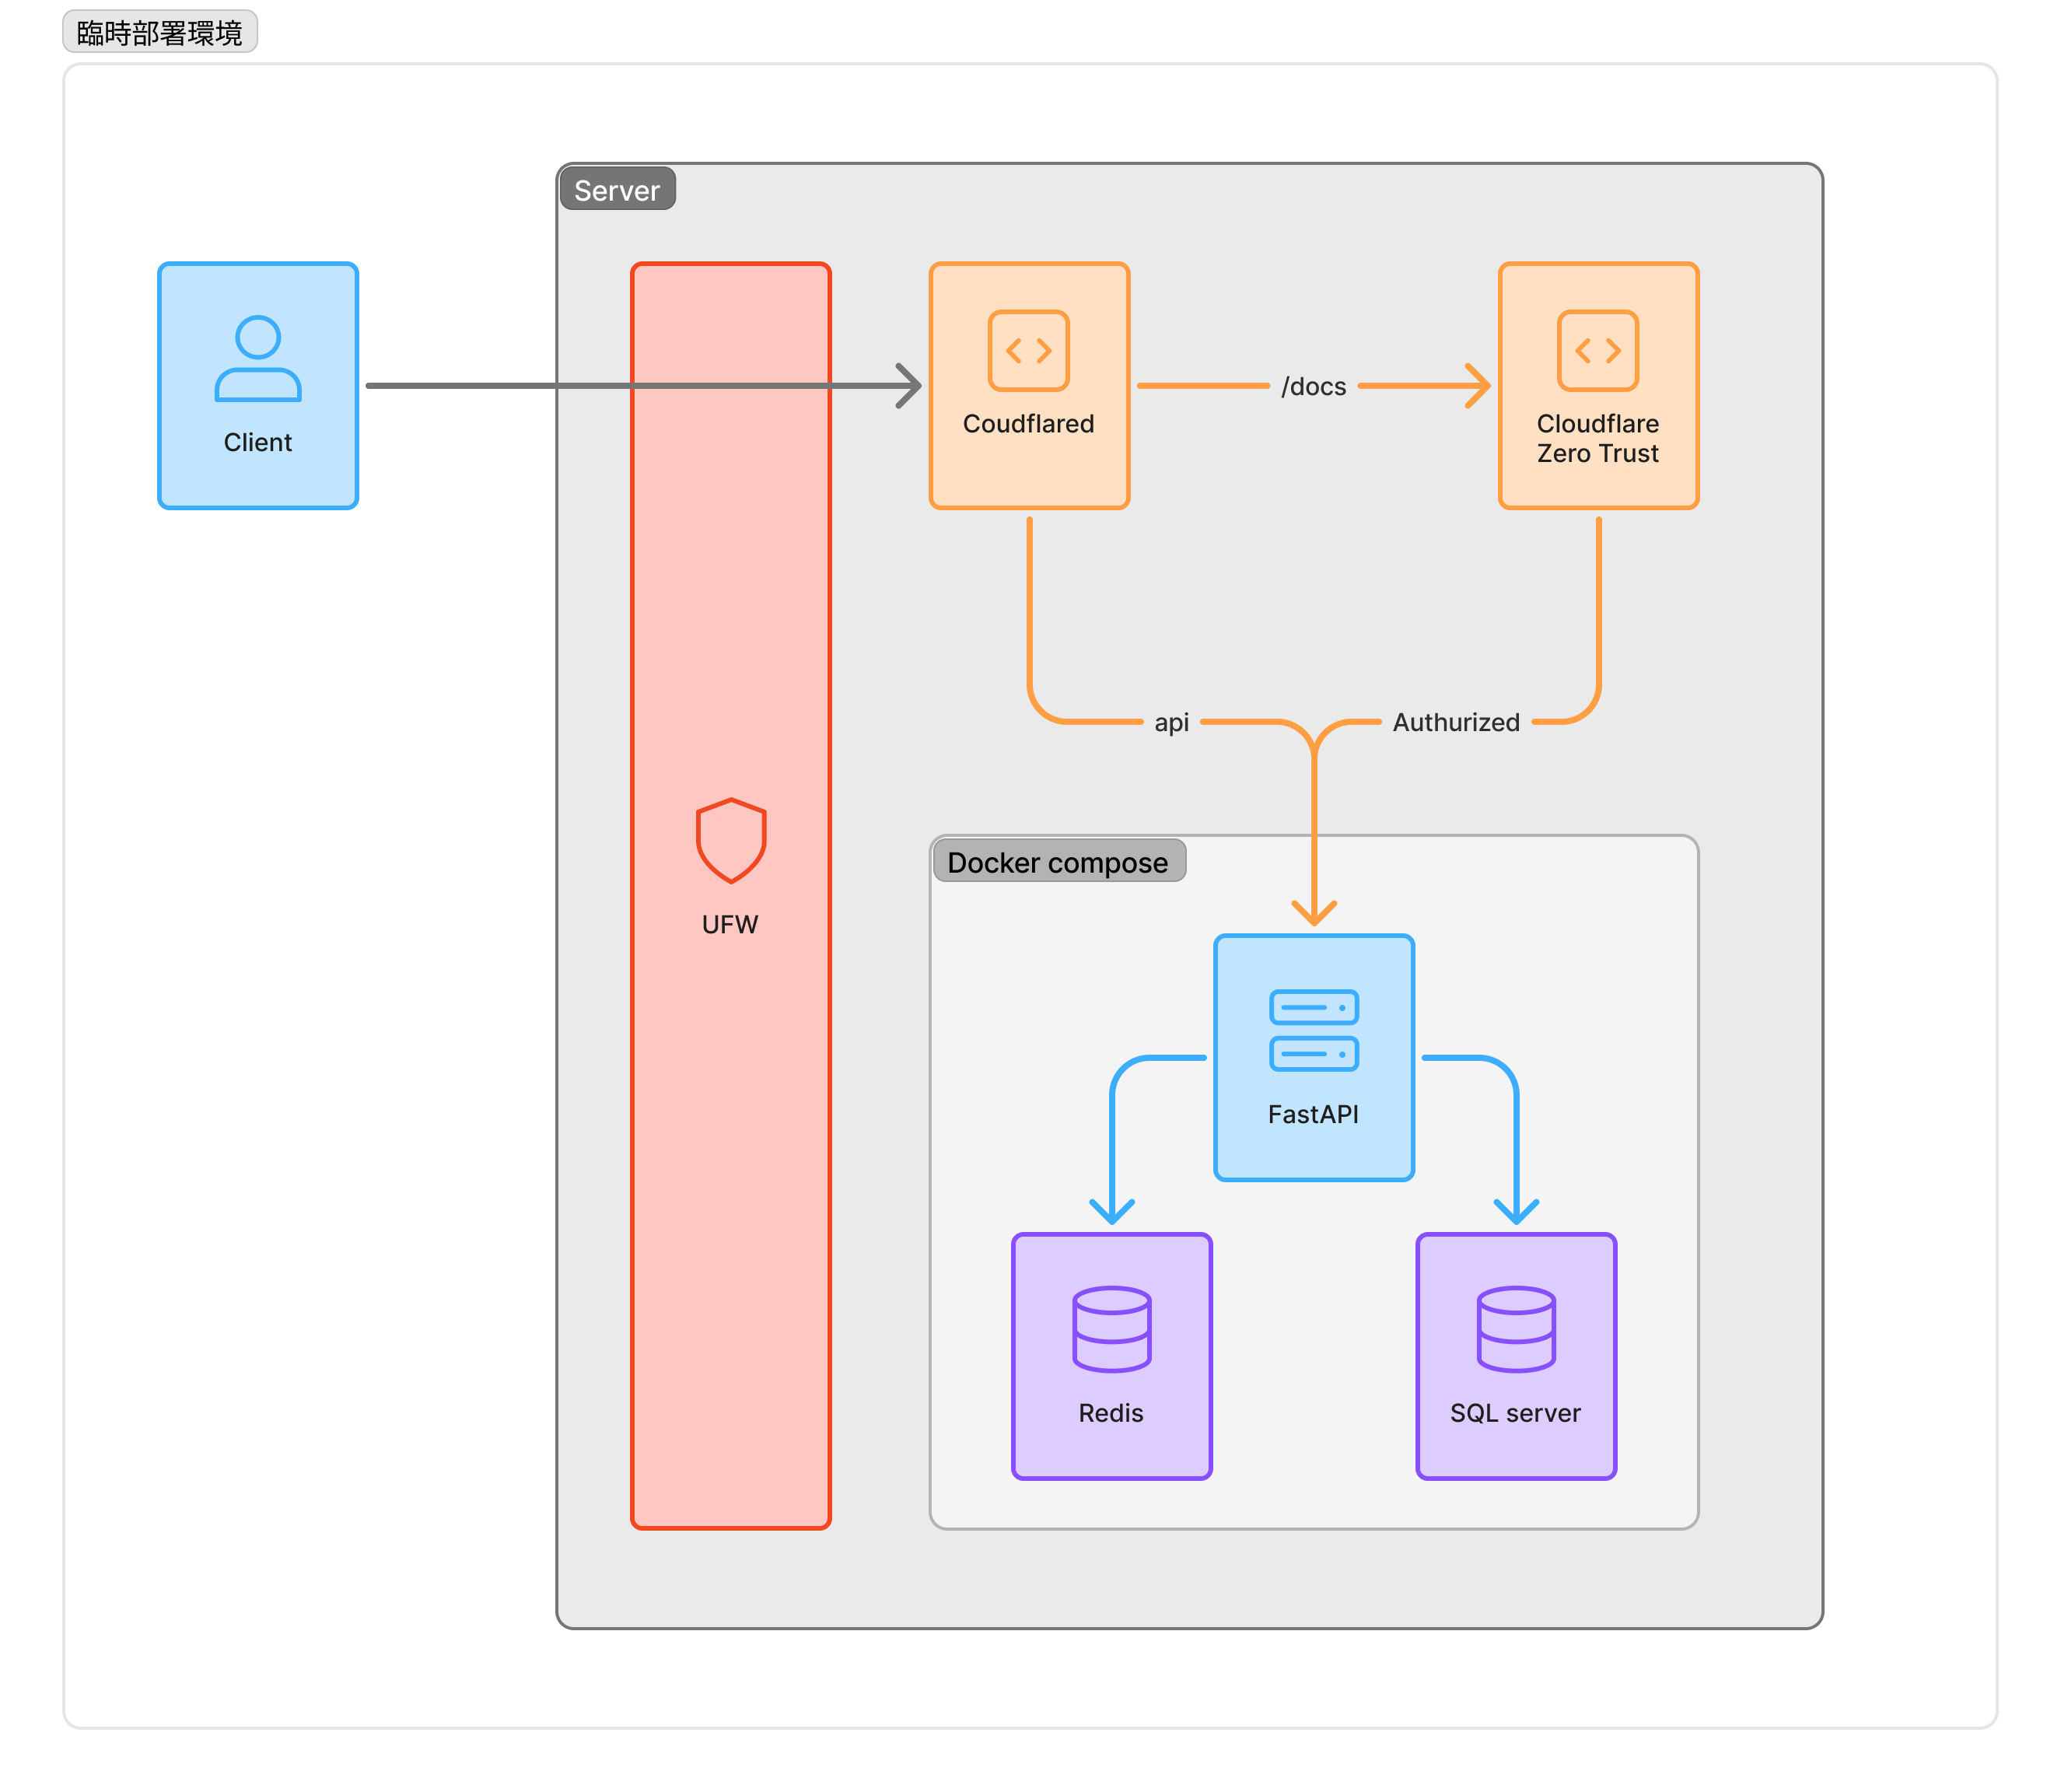 臨時部署環境
Server
Client
Coudflared
/docs
Cloudflare
Zero Trust
api
Authurized
UFW
Docker compose
FastAPI
Redis
SQL server